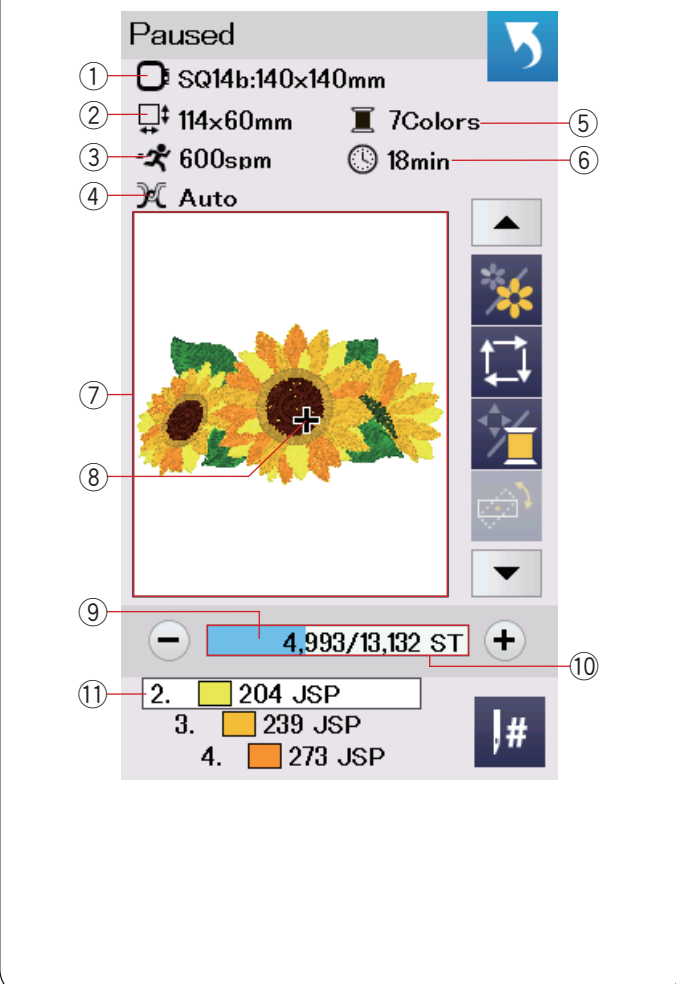 Paused
① SQ14b:140x140mm
② 114x60mm 7Colors ⑤
③ 600spm 18min ⑥
④ Auto
⑦
⑧
⑨ 4,993/13,132 ST
⑩
⑪ 2. 204 JSP
3. 239 JSP
4. 273 JSP
#